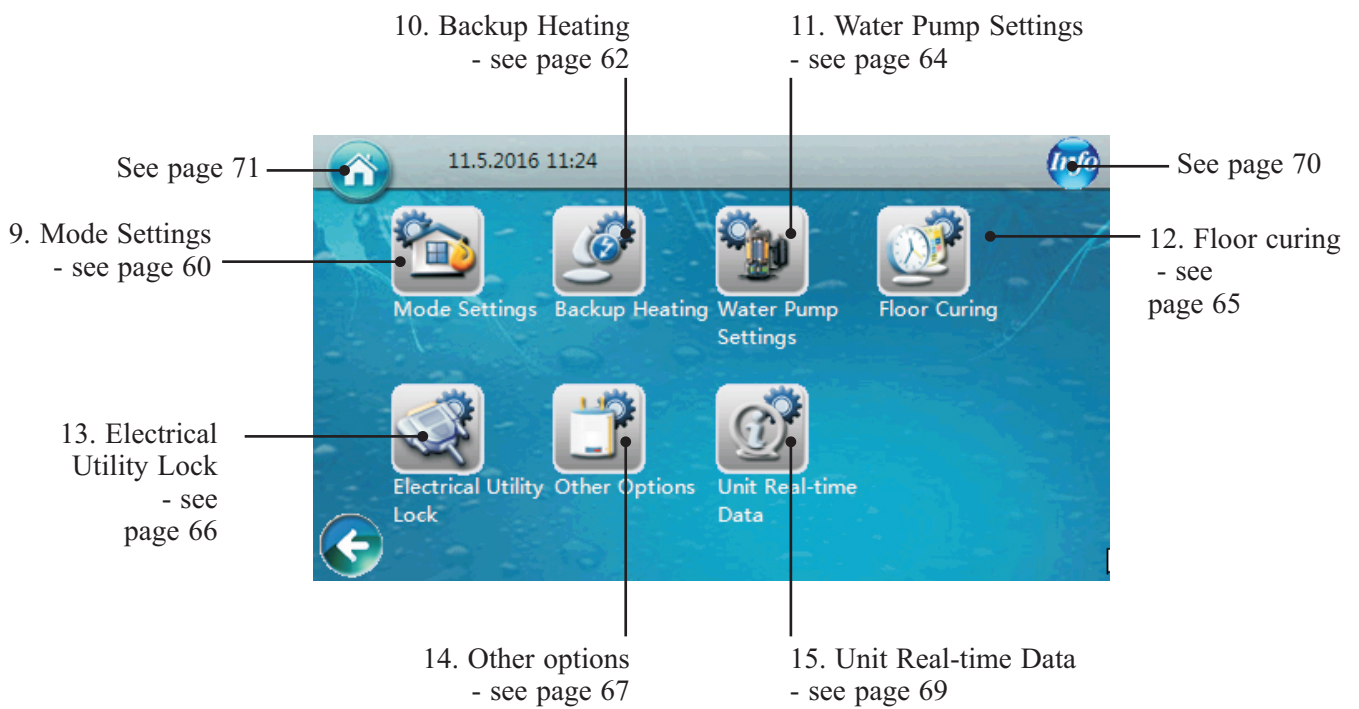 10. Backup Heating
- see page 62
11. Water Pump Settings
- see page 64
See page 71
11.5.2016 11:24
Info
See page 70
9. Mode Settings
- see page 60
12. Floor curing
- see
page 65
Mode Settings
Backup Heating
Water Pump
Settings
Floor Curing
13. Electrical
Utility Lock
- see
page 66
Electrical Utility
Lock
Other Options
Unit Real-time
Data
14. Other options
- see page 67
15. Unit Real-time Data
- see page 69